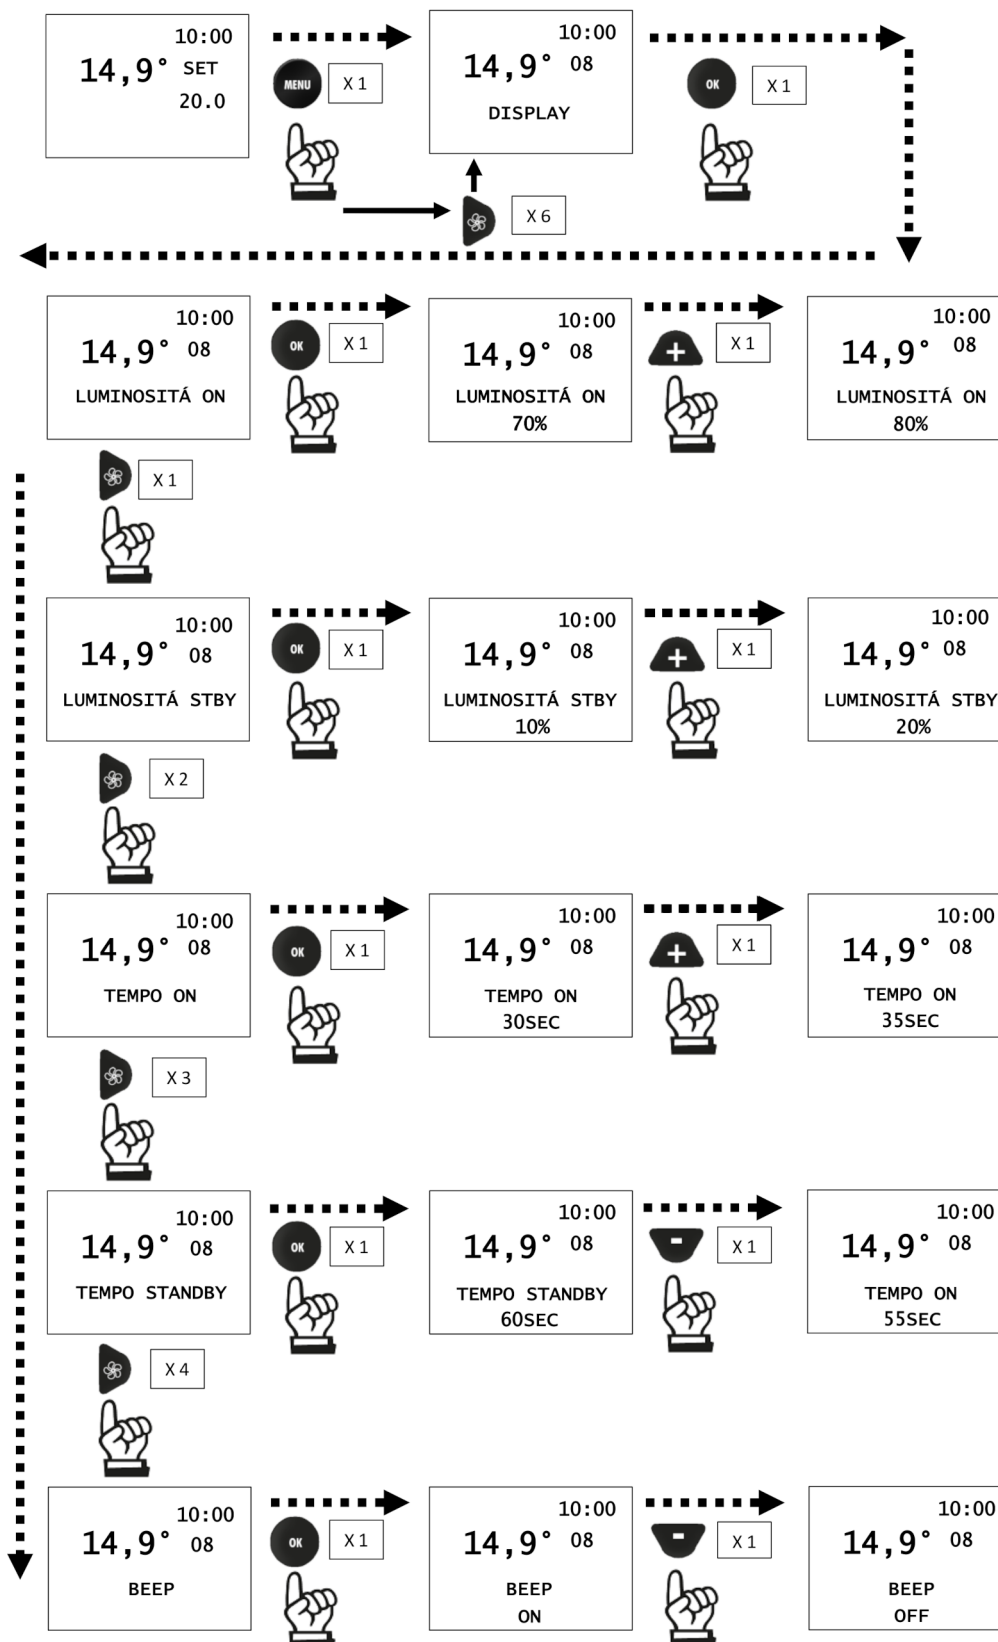 10:00
14,9° SET
20.0
MENU X 1
10:00
14,9° 08
DISPLAY
OK X 1
X 6
10:00
14,9° 08
LUMINOSITÁ ON
OK X 1
10:00
14,9° 08
LUMINOSITÁ ON
70%
+ X 1
10:00
14,9° 08
LUMINOSITÁ ON
80%
X 1
10:00
14,9° 08
LUMINOSITÁ STBY
OK X 1
10:00
14,9° 08
LUMINOSITÁ STBY
10%
+ X 1
10:00
14,9° 08
LUMINOSITÁ STBY
20%
X 2
10:00
14,9° 08
TEMPO ON
OK X 1
10:00
14,9° 08
TEMPO ON
30SEC
+ X 1
10:00
14,9° 08
TEMPO ON
35SEC
X 3
10:00
14,9° 08
TEMPO STANDBY
OK X 1
10:00
14,9° 08
TEMPO STANDBY
60SEC
- X 1
10:00
14,9° 08
TEMPO ON
55SEC
X 4
10:00
14,9° 08
BEEP
OK X 1
10:00
14,9° 08
BEEP
ON
- X 1
10:00
14,9° 08
BEEP
OFF